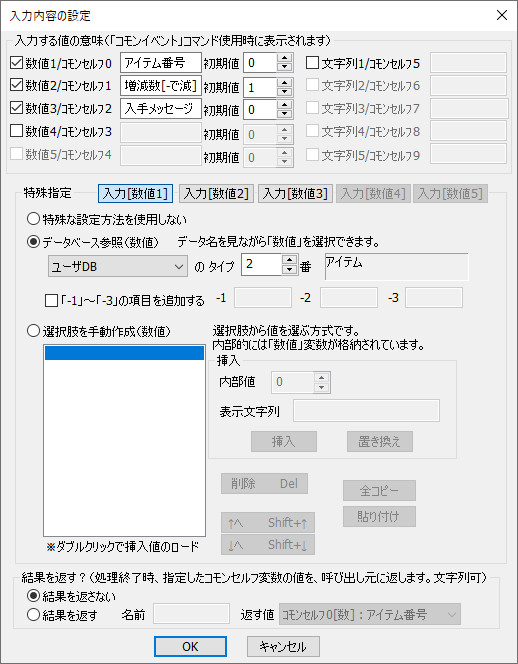 入力内容の設定
入力する値の意味(「コモンイベント」コマンド使用時に表示されます)
数値1/コモンセルフ0 アイテム番号 初期値 0 文字列1/コモンセルフ5
数値2/コモンセルフ1 増減数[-で減] 初期値 1 文字列2/コモンセルフ6
数値3/コモンセルフ2 入手メッセージ 初期値 0 文字列3/コモンセルフ7
数値4/コモンセルフ3 初期値 0 文字列4/コモンセルフ8
数値5/コモンセルフ4 初期値 0 文字列5/コモンセルフ9
特殊指定 入力[数値1] 入力[数値2] 入力[数値3] 入力[数値4] 入力[数値5]
特殊な設定方法を使用しない
データベース参照(数値) データ名を見ながら「数値」を選択できます。
ユーザDB の タイプ 2 番 アイテム
「-1」～「-3」の項目を追加する -1 -2 -3
選択肢を手動作成(数値) 選択肢から値を選ぶ方式です。
内部的には「数値」変数が格納されています。
挿入
内部値 0
表示文字列
挿入 置き換え
削除 Del
全コピー
↑へ Shift+↑
貼り付け
↓へ Shift+↓
※ダブルクリックで挿入値のロード
結果を返す？(処理終了時、指定したコモンセルフ変数の値を、呼び出し元に返します。文字列可)
結果を返さない
結果を返す 名前 返す値 コモンセルフ0[数]：アイテム番号
OK キャンセル